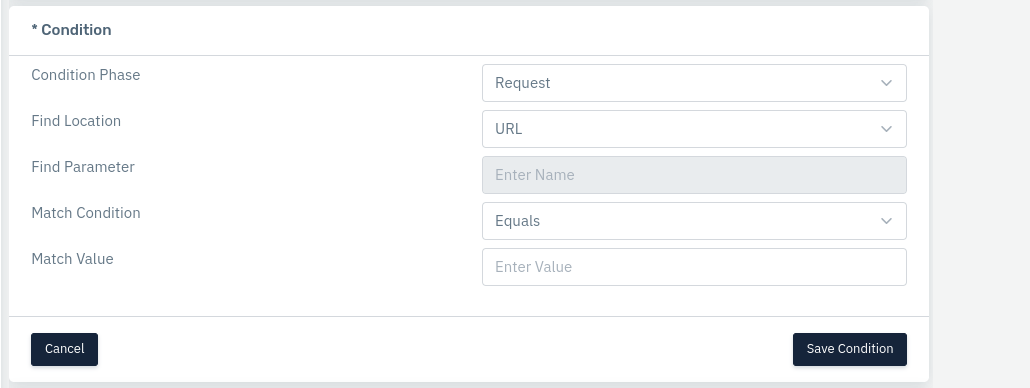 * Condition
Condition Phase
Request
Find Location
URL
Find Parameter
Enter Name
Match Condition
Equals
Match Value
Enter Value
Cancel
Save Condition